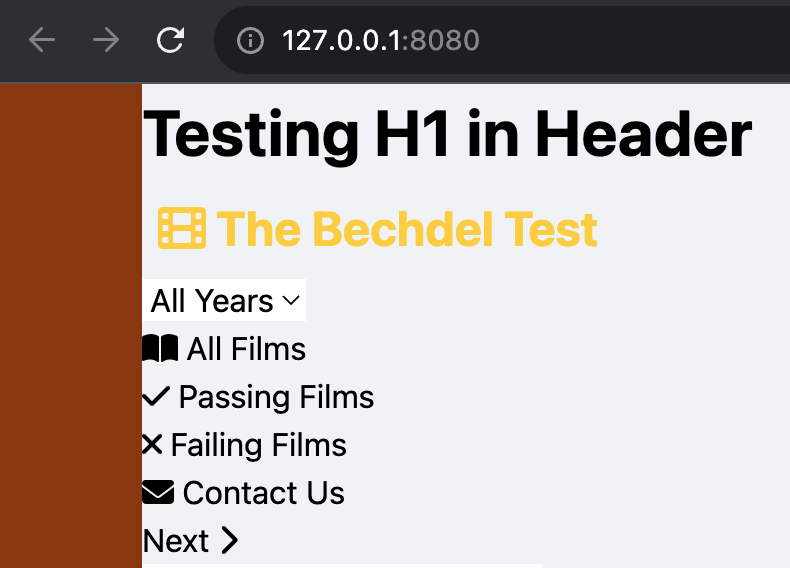 127.0.0.1:8080
Testing H1 in Header
The Bechdel Test
All Years
All Films
Passing Films
Failing Films
Contact Us
Next